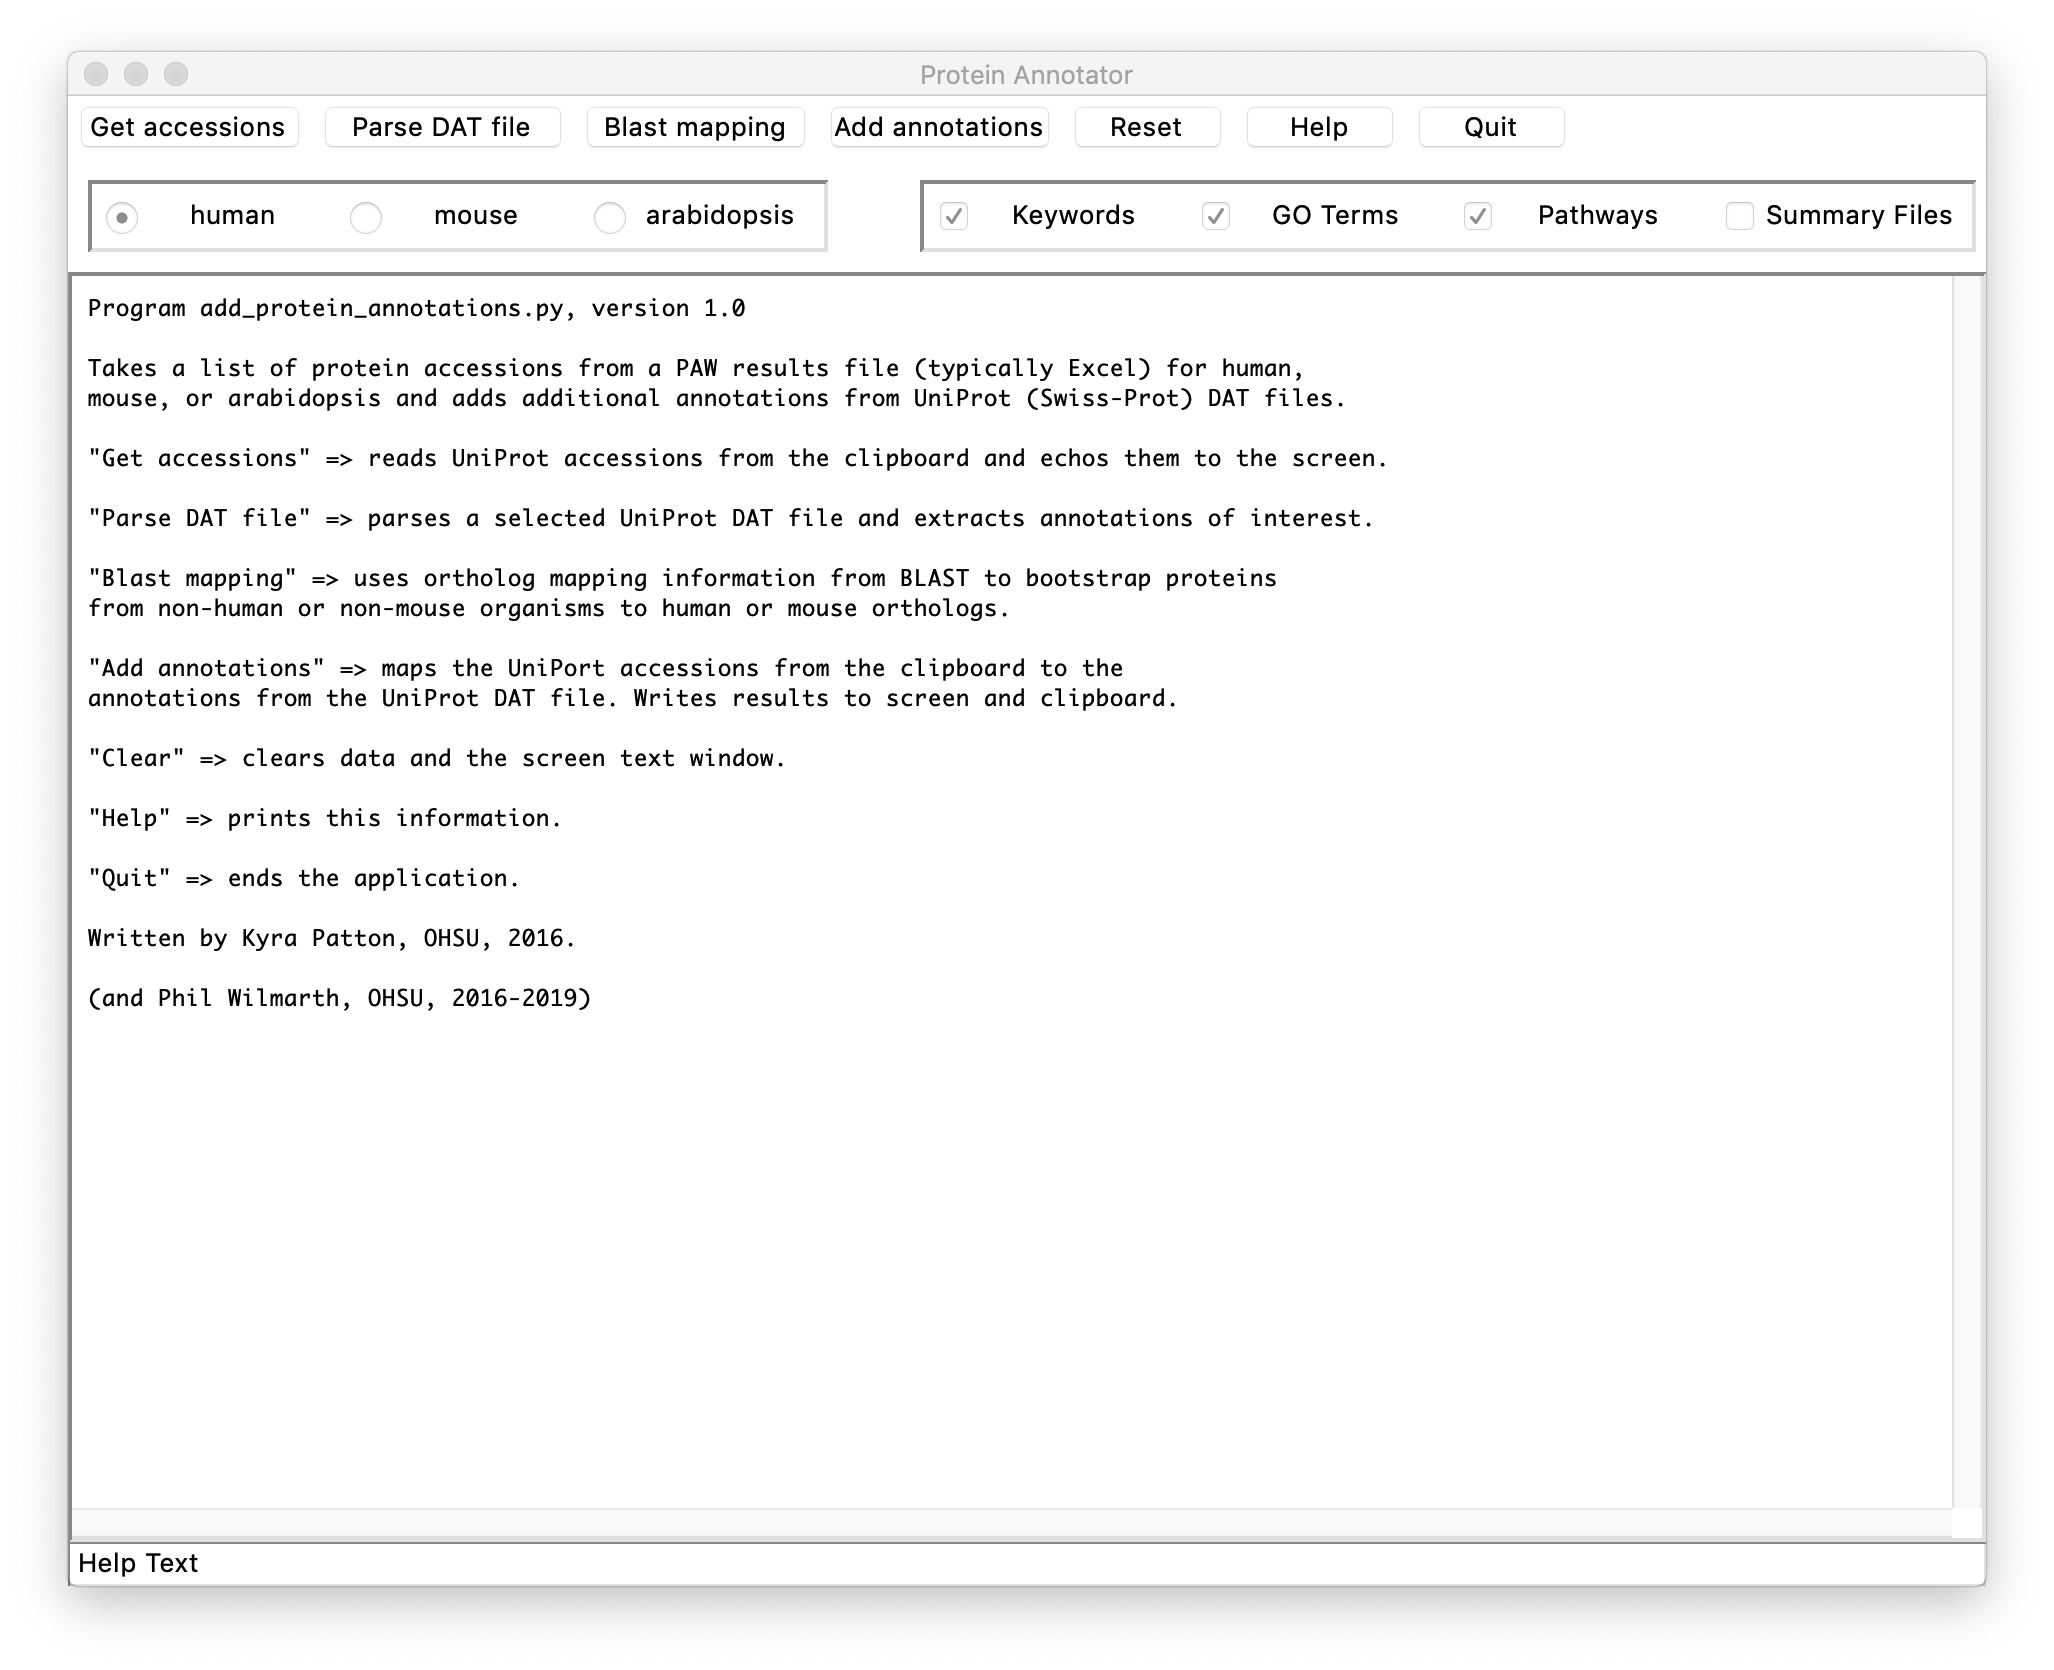 Protein Annotator
Get accessions Parse DAT file Blast mapping Add annotations Reset Help Quit
human mouse arabidopsis Keywords GO Terms Pathways Summary Files
Program add_protein_annotations.py, version 1.0
Takes a list of protein accessions from a PAW results file (typically Excel) for human,
mouse, or arabidopsis and adds additional annotations from UniProt (Swiss-Prot) DAT files.
"Get accessions" => reads UniProt accessions from the clipboard and echos them to the screen.
"Parse DAT file" => parses a selected UniProt DAT file and extracts annotations of interest.
"Blast mapping" => uses ortholog mapping information from BLAST to bootstrap proteins
from non-human or non-mouse organisms to human or mouse orthologs.
"Add annotations" => maps the UniPort accessions from the clipboard to the
annotations from the UniProt DAT file. Writes results to screen and clipboard.
"Clear" => clears data and the screen text window.
"Help" => prints this information.
"Quit" => ends the application.
Written by Kyra Patton, OHSU, 2016.
(and Phil Wilmarth, OHSU, 2016-2019)
Help Text